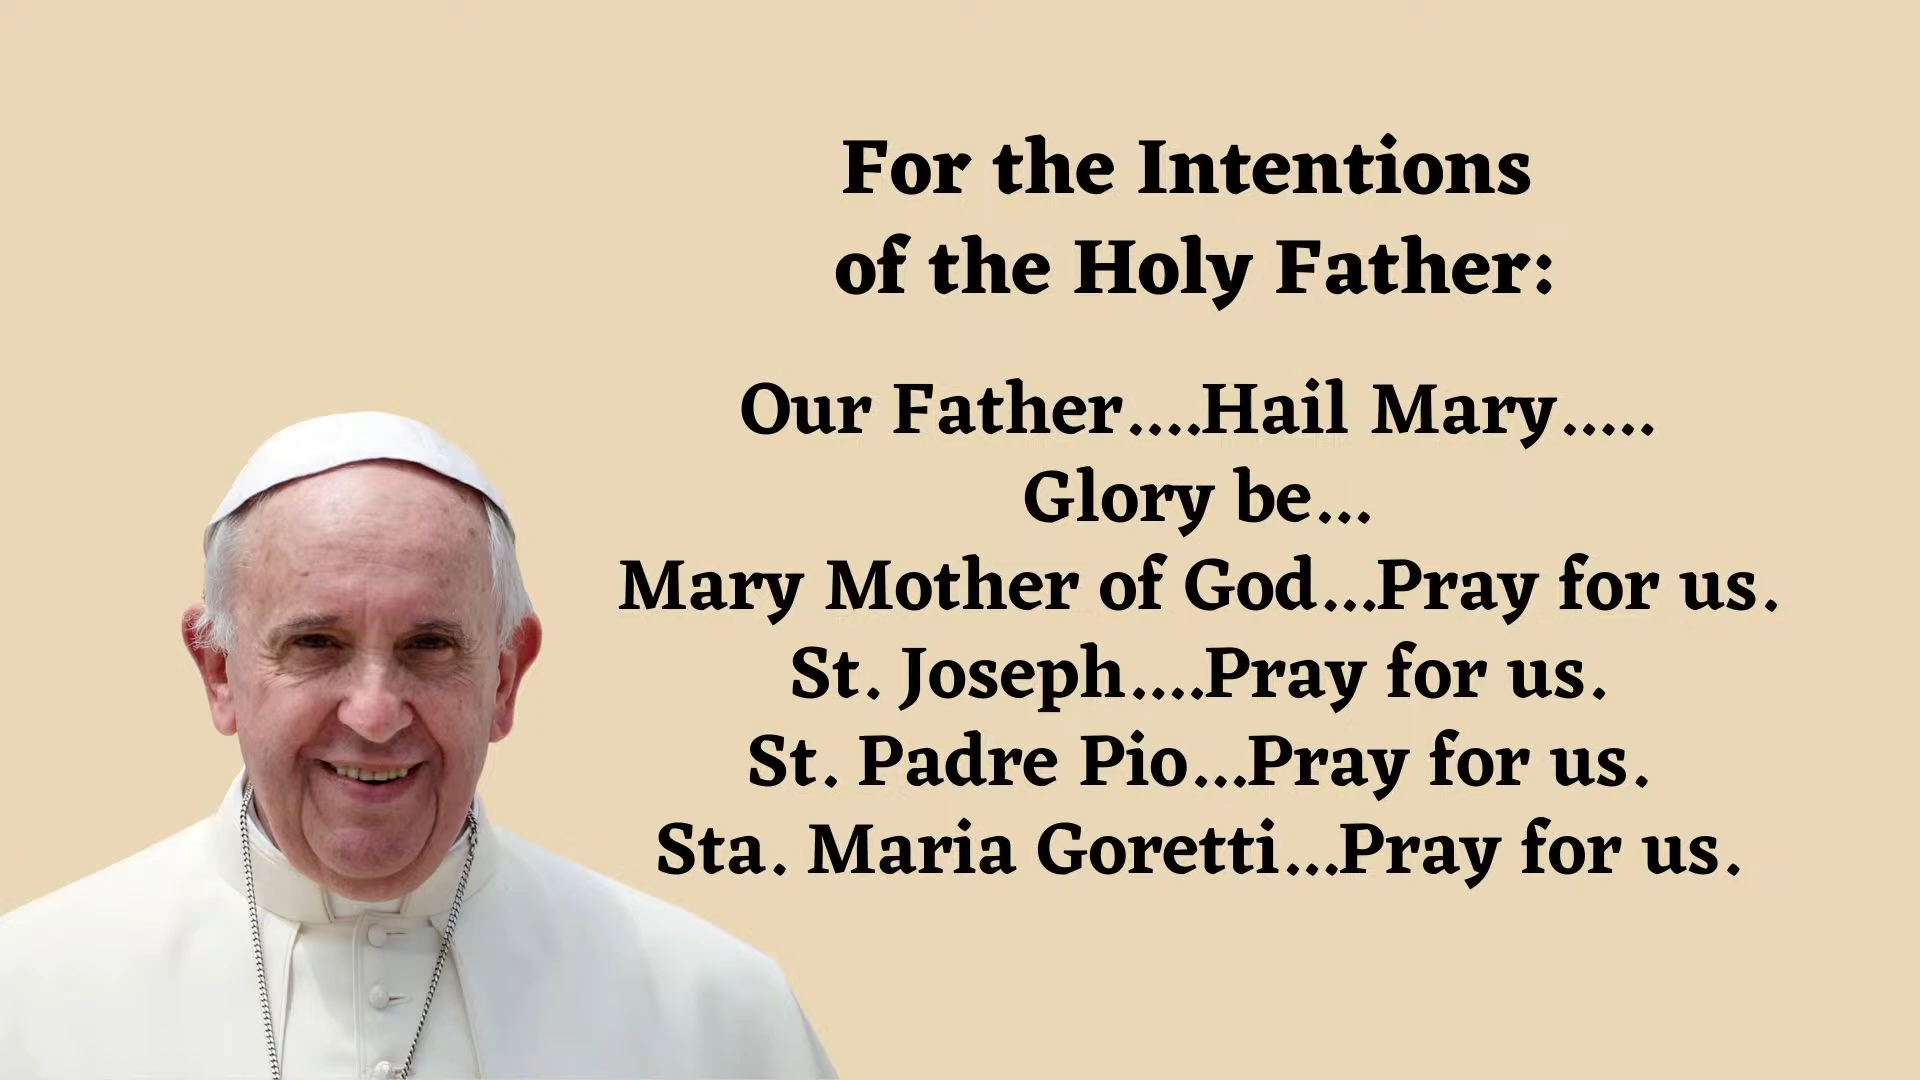 For the Intentions
of the Holy Father:
Our Father....Hail Mary.....
Glory be...
Mary Mother of God...Pray for us.
St. Joseph....Pray for us.
St. Padre Pio...Pray for us.
Sta. Maria Goretti...Pray for us.